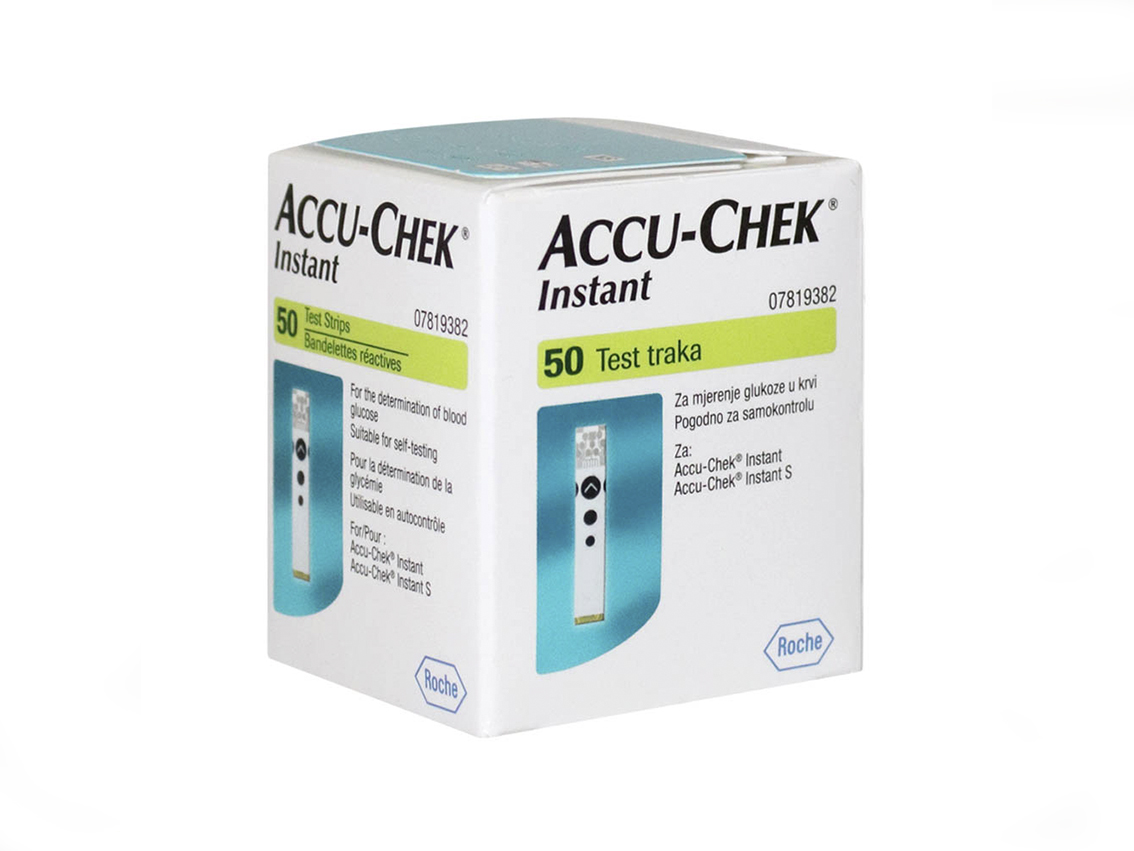 ACCU-CHEK®
Instant
07819382
50 Test Strips
Bandelettes réactives
For the determination of blood
glucose
Suitable for self-testing
Pour la détermination de la
glycémie
Utilisable en autocontrôle
For/Pour :
Accu-Chek® Instant
Accu-Chek® Instant S
Roche
ACCU-CHEK®
Instant
07819382
50 Test traka
Za mjerenje glukoze u krvi
Pogodno za samokontrolu
Za:
Accu-Chek® Instant
Accu-Chek® Instant S
Roche